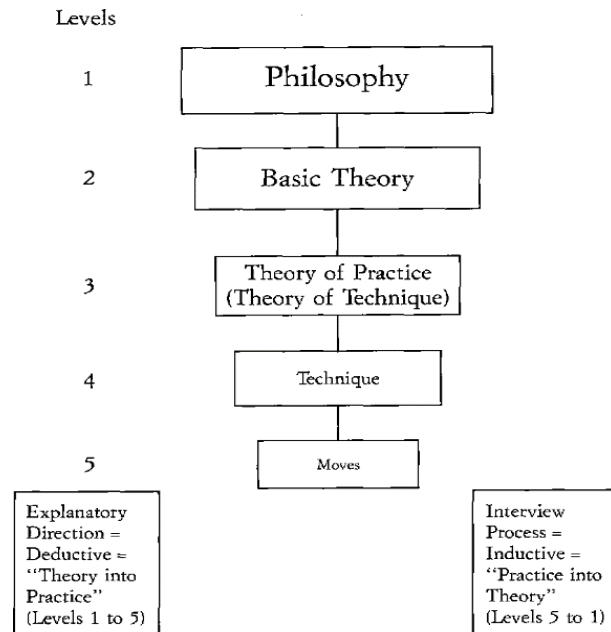 Levels
1
Philosophy
2
Basic Theory
3
Theory of Practice
(Theory of Technique)
4
Technique
5
Moves
Explanatory
Direction =
Deductive =
“Theory into
Practice”
(Levels 1 to 5)
Interview
Process =
Inductive =
“Practice into
Theory”
(Levels 5 to 1)